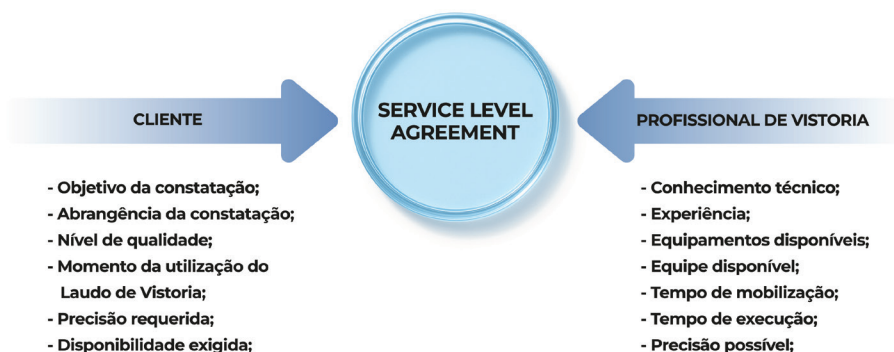 CLIENTE
SERVICE LEVEL
AGREEMENT
PROFISSIONAL DE VISTORIA
- Objetivo da constatação;
- Abrangência da constatação;
- Nível de qualidade;
- Momento da utilização do
Laudo de Vistoria;
- Precisão requerida;
- Disponibilidade exigida;
- Conhecimento técnico;
- Experiência;
- Equipamentos disponíveis;
- Equipe disponível;
- Tempo de mobilização;
- Tempo de execução;
- Precisão possível;